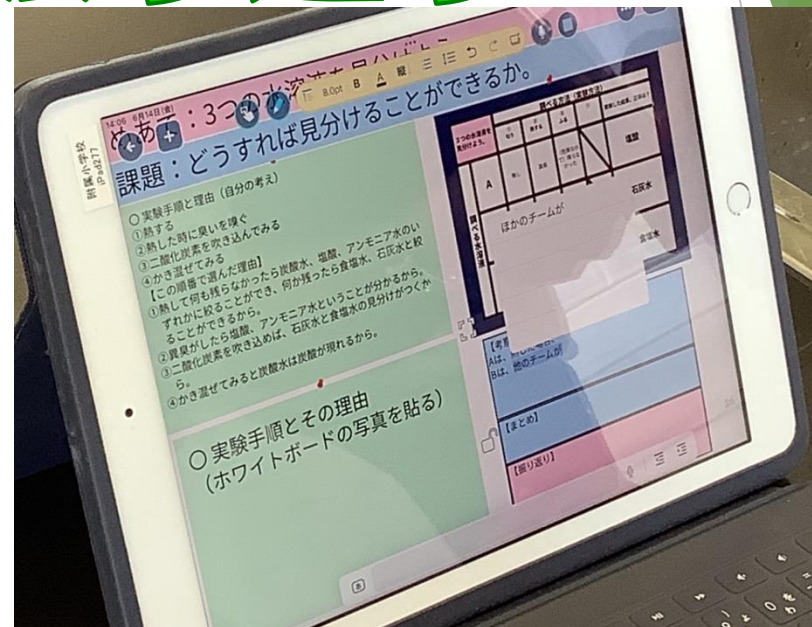 14:06 6月14日(金)
附属小学校
iPad277
めあて：3つの水溶液を見分けよう
8.0pt B A 縦
課題：どうすれば見分けることができるか。
〇実験手順と理由（自分の考え）
①熱する
②熱した時に臭いを嗅ぐ
③二酸化炭素を吹き込んでみる
④かき混ぜてみる
【この順番で選んだ理由】
①熱して何も残らなかったら炭酸水、塩酸、アンモニア水のい
ずれかに絞ることができ、何か残ったら食塩水、石灰水と絞
ることができるから。
②異臭がしたら塩酸、アンモニア水ということが分かるから。
③二酸化炭素を吹き込めば、石灰水と食塩水の見分けがつくか
ら。
④かき混ぜてみると炭酸水は炭酸が現れるから。
〇実験手順とその理由
（ホワイトボードの写真を貼る）
3つの水溶液を
見分けよう。
調べる方法（実験方法）
A
塩酸
石灰水
食塩水
ほかのチームが
Aは、
Bは、他のチームが
【まとめ】
【振り返り】
あ